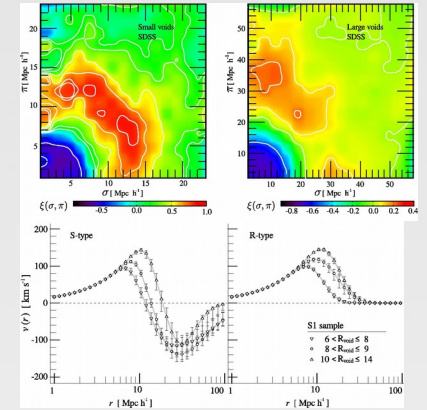 Small voids
SDSS
20
15
10
5
π [ Mpc h⁻¹ ]
5 10 15 20
σ [ Mpc h⁻¹ ]
ξ(σ, π)
-0.5 0.0 0.5 1.0
Large voids
SDSS
50
40
30
20
10
π [ Mpc h⁻¹ ]
10 20 30 40 50
σ [ Mpc h⁻¹ ]
ξ(σ, π)
-0.8 -0.6 -0.4 -0.2 0.0 0.2 0.4
S-type
200
100
0
-100
-200
v (r) [ km s⁻¹ ]
1 10 100
r [ Mpc h⁻¹ ]
R-type
S1 sample
▽ 6 < Rvoid ≤ 8
○ 8 < Rvoid ≤ 9
△ 10 < Rvoid ≤ 14
1 10 100
r [ Mpc h⁻¹ ]